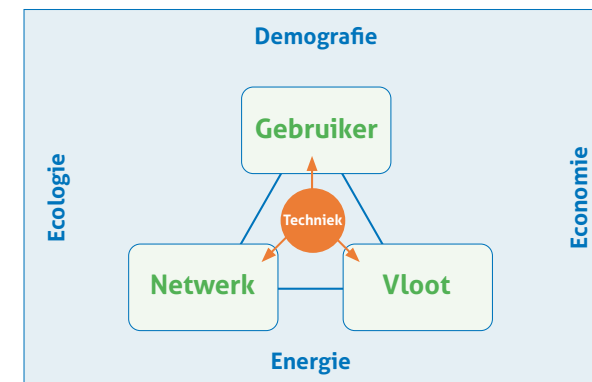 Demografie
Gebruiker
Ecologie
Techniek
Economie
Netwerk
Vloot
Energie